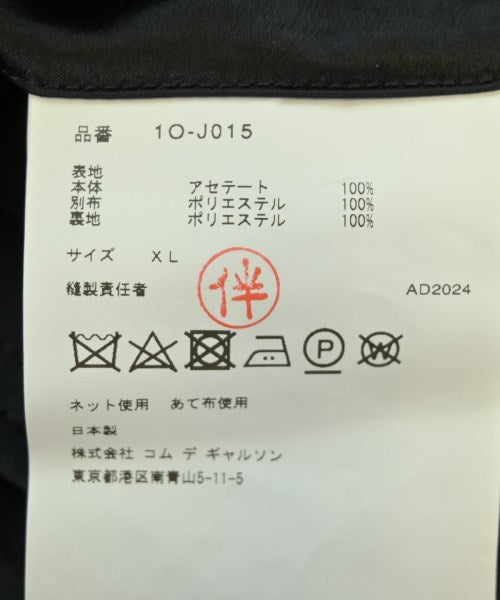 品番 1O-J015
表地
本体 アセテート 100%
別布 ポリエステル 100%
裏地 ポリエステル 100%
サイズ XL
縫製責任者 伴 AD2024
P W
ネット使用 あて布使用
日本製
株式会社 コム デ ギャルソン
東京都港区南青山5-11-5